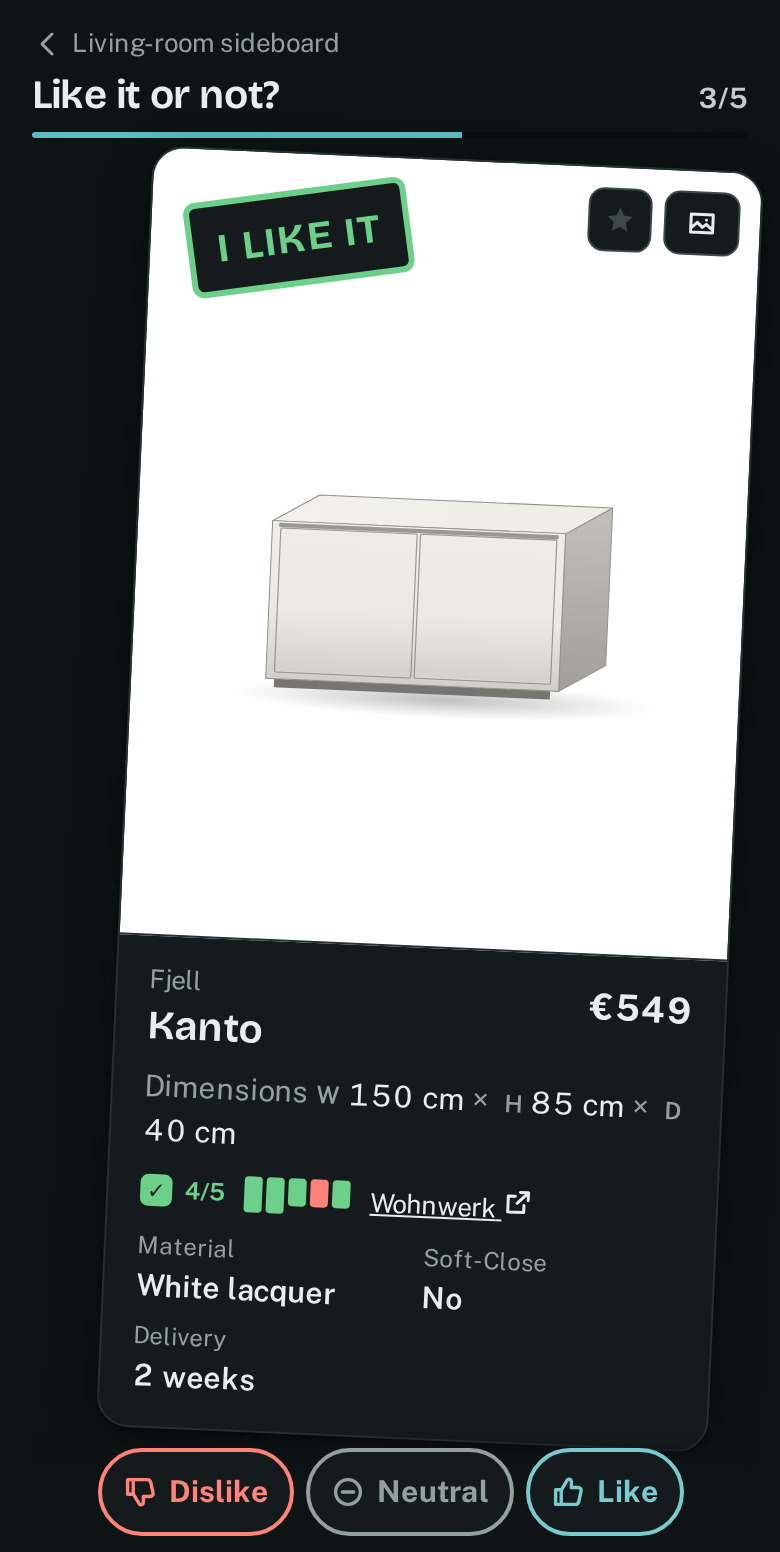 Living-room sideboard
Like it or not?
3/5
I LIKE IT
Fjell
Kanto
€549
Dimensions W 150 cm × H 85 cm × D
40 cm
✓ 4/5 Wohnwerk
Material
White lacquer
Soft-Close
No
Delivery
2 weeks
Dislike
Neutral
Like